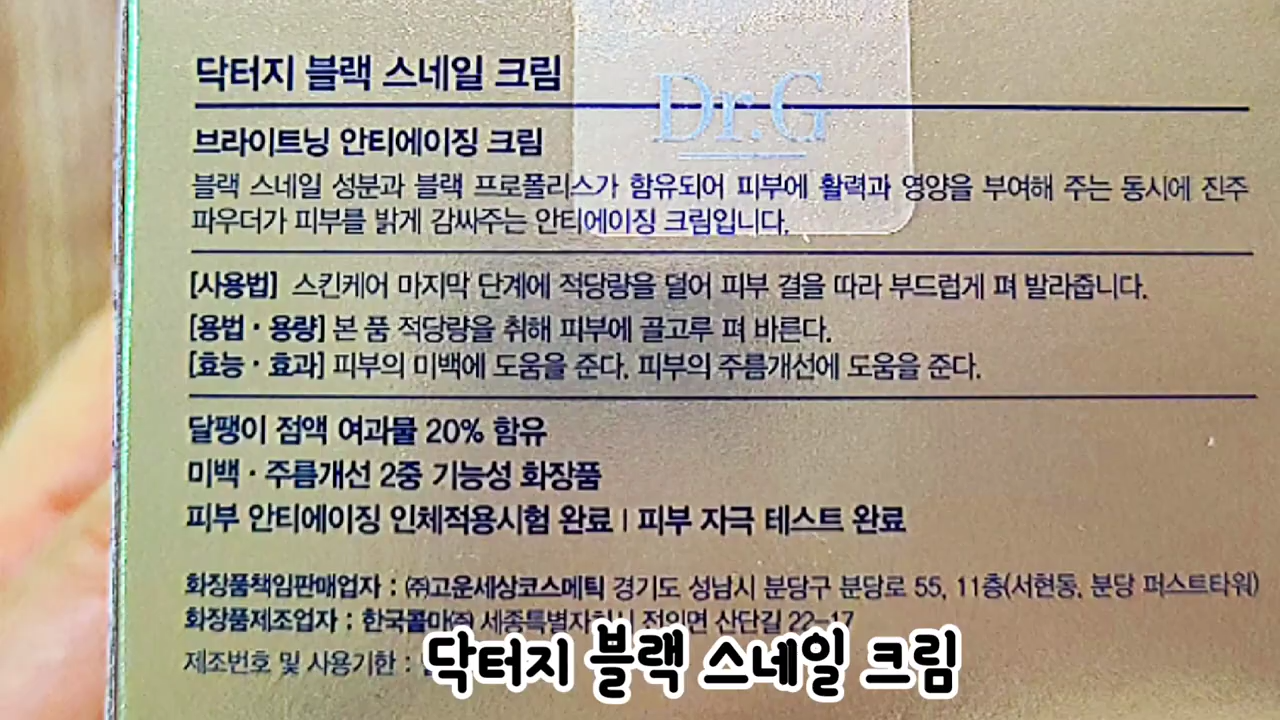 닥터지 블랙 스네일 크림
Dr.G
브라이트닝 안티에이징 크림
블랙 스네일 성분과 블랙 프로폴리스가 함유되어 피부에 활력과 영양을 부여해 주는 동시에 진주
파우더가 피부를 밝게 감싸주는 안티에이징 크림입니다.
[사용법] 스킨케어 마지막 단계에 적당량을 덜어 피부 결을 따라 부드럽게 펴 발라줍니다.
[용법 · 용량] 본 품 적당량을 취해 피부에 골고루 펴 바른다.
[효능 · 효과] 피부의 미백에 도움을 준다. 피부의 주름개선에 도움을 준다.
달팽이 점액 여과물 20% 함유
미백 · 주름개선 2중 기능성 화장품
피부 안티에이징 인체적용시험 완료 | 피부 자극 테스트 완료
화장품책임판매업자 : ㈜고운세상코스메틱 경기도 성남시 분당구 분당로 55, 11층(서현동, 분당 퍼스트타워)
화장품제조업자 : 한국콜마㈜ 세종특별자치시 전의면 산단길 22-17
제조번호 및 사용기한 :
닥터지 블랙 스네일 크림